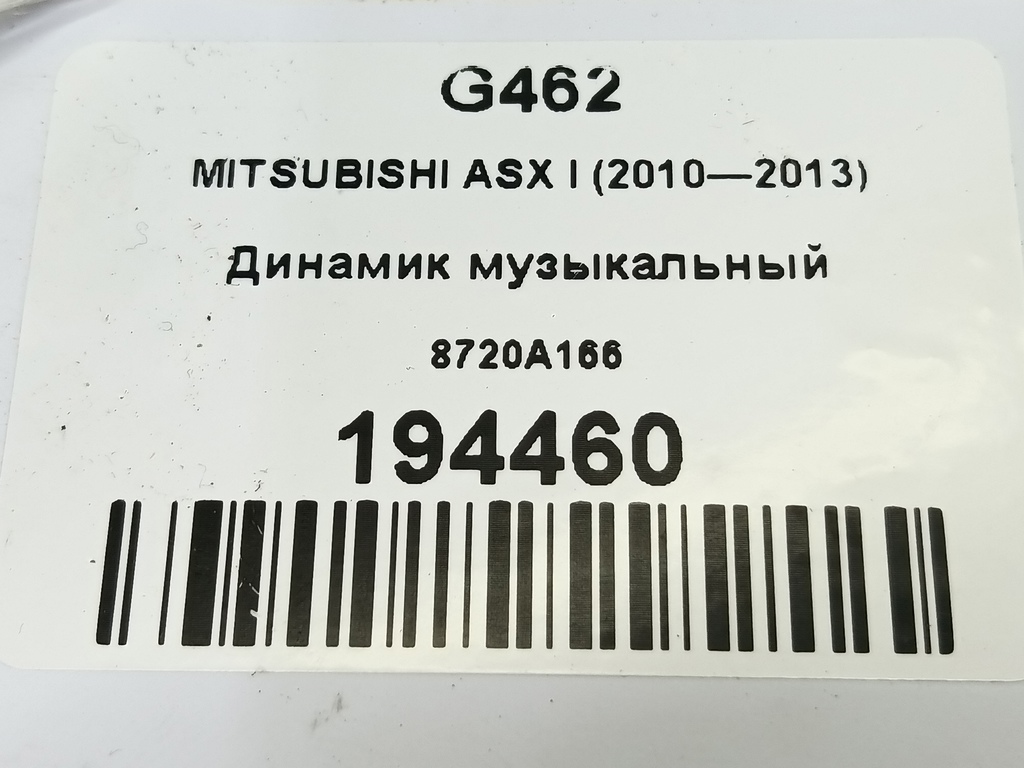 G462
MITSUBISHI ASX I (2010—2013)
Динамик музыкальный
8720A166
194460